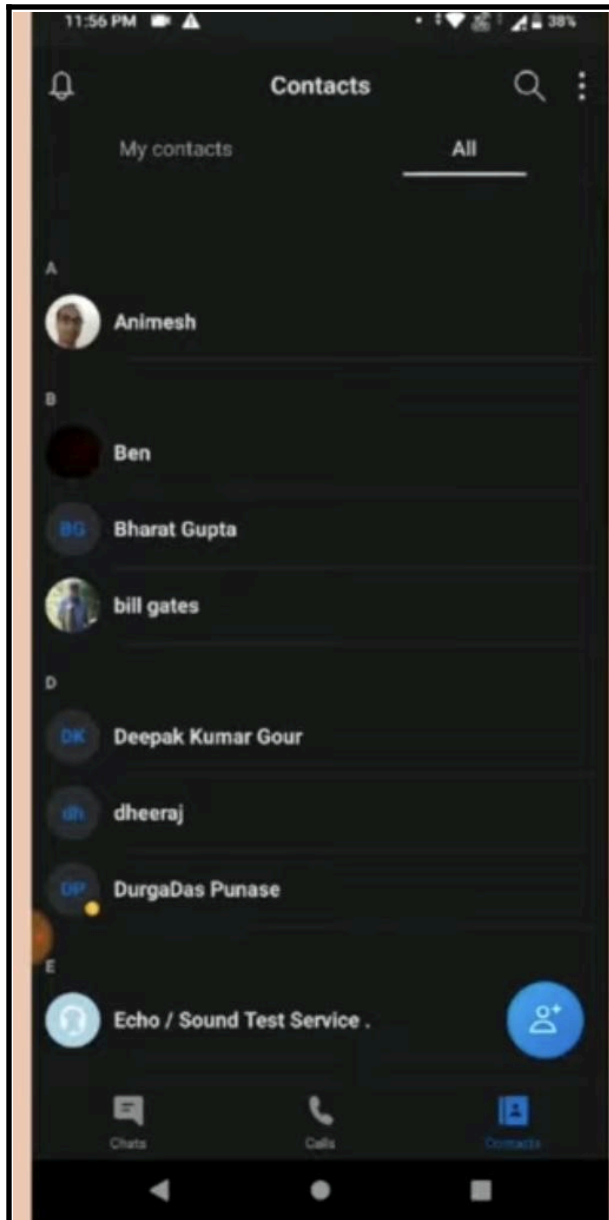 11:56 PM 38%
Contacts
My contacts All
A
Animesh
B
Ben
BG Bharat Gupta
bill gates
D
DK Deepak Kumar Gour
dh dheeraj
DP DurgaDas Punase
E
Echo / Sound Test Service .
Chats Calls Contacts